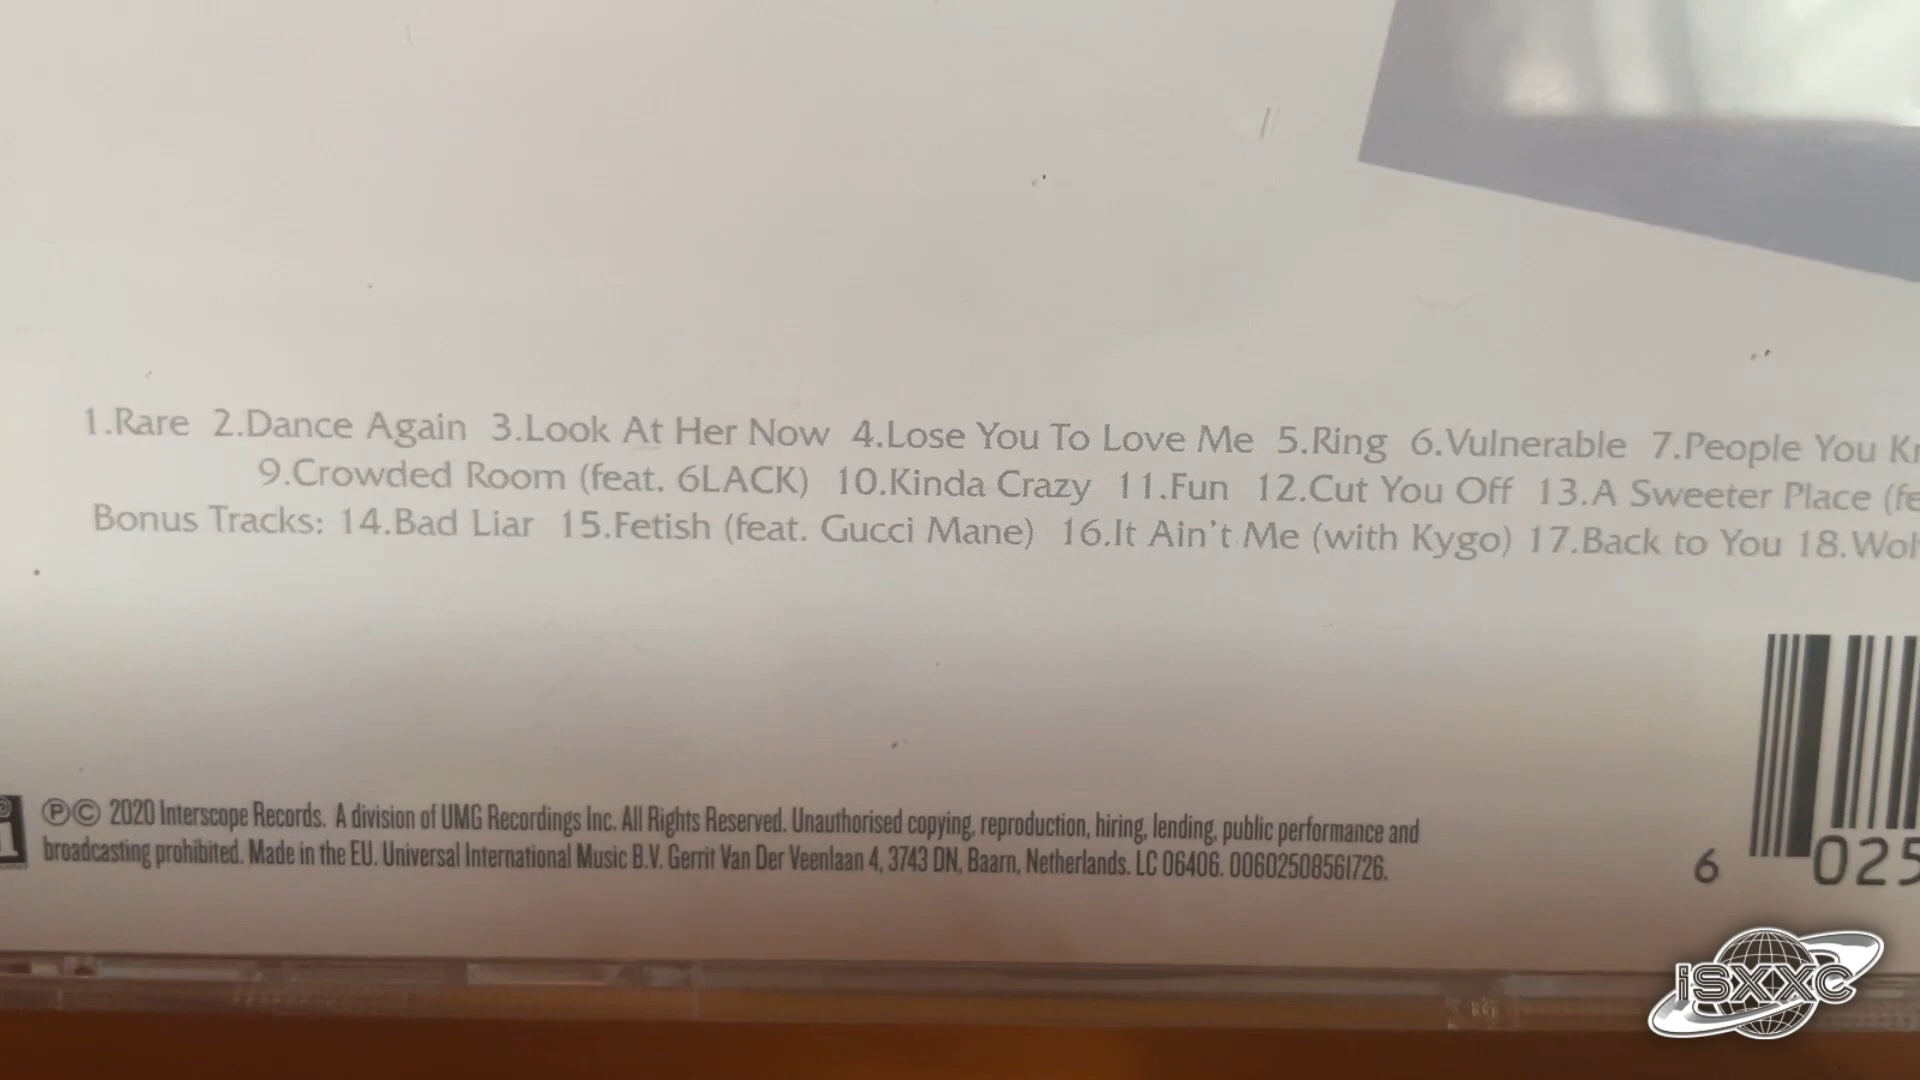 1.Rare 2.Dance Again 3.Look At Her Now 4.Lose You To Love Me 5.Ring 6.Vulnerable 7.People You
9.Crowded Room (feat. 6LACK) 10.Kinda Crazy 11.Fun 12.Cut You Off 13.A Sweeter Place
Bonus Tracks: 14.Bad Liar 15.Fetish (feat. Gucci Mane) 16.It Ain't Me (with Kygo) 17.Back to You 18.
ⓅⒸ 2020 Interscope Records. A division of UMG Recordings Inc. All Rights Reserved. Unauthorised copying, reproduction, hiring, lending, public performance and
broadcasting prohibited. Made in the EU. Universal International Music B.V. Gerrit Van Der Veenlaan 4, 3743 DN, Baarn, Netherlands. LC 06406. 00602508561726.
6 025
iSXXC